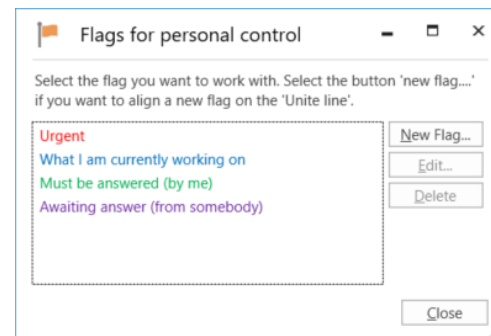 Flags for personal control
Select the flag you want to work with. Select the button 'new flag....'
if you want to align a new flag on the 'Unite line'.
Urgent
What I am currently working on
Must be answered (by me)
Awaiting answer (from somebody)
New Flag...
Edit...
Delete
Close